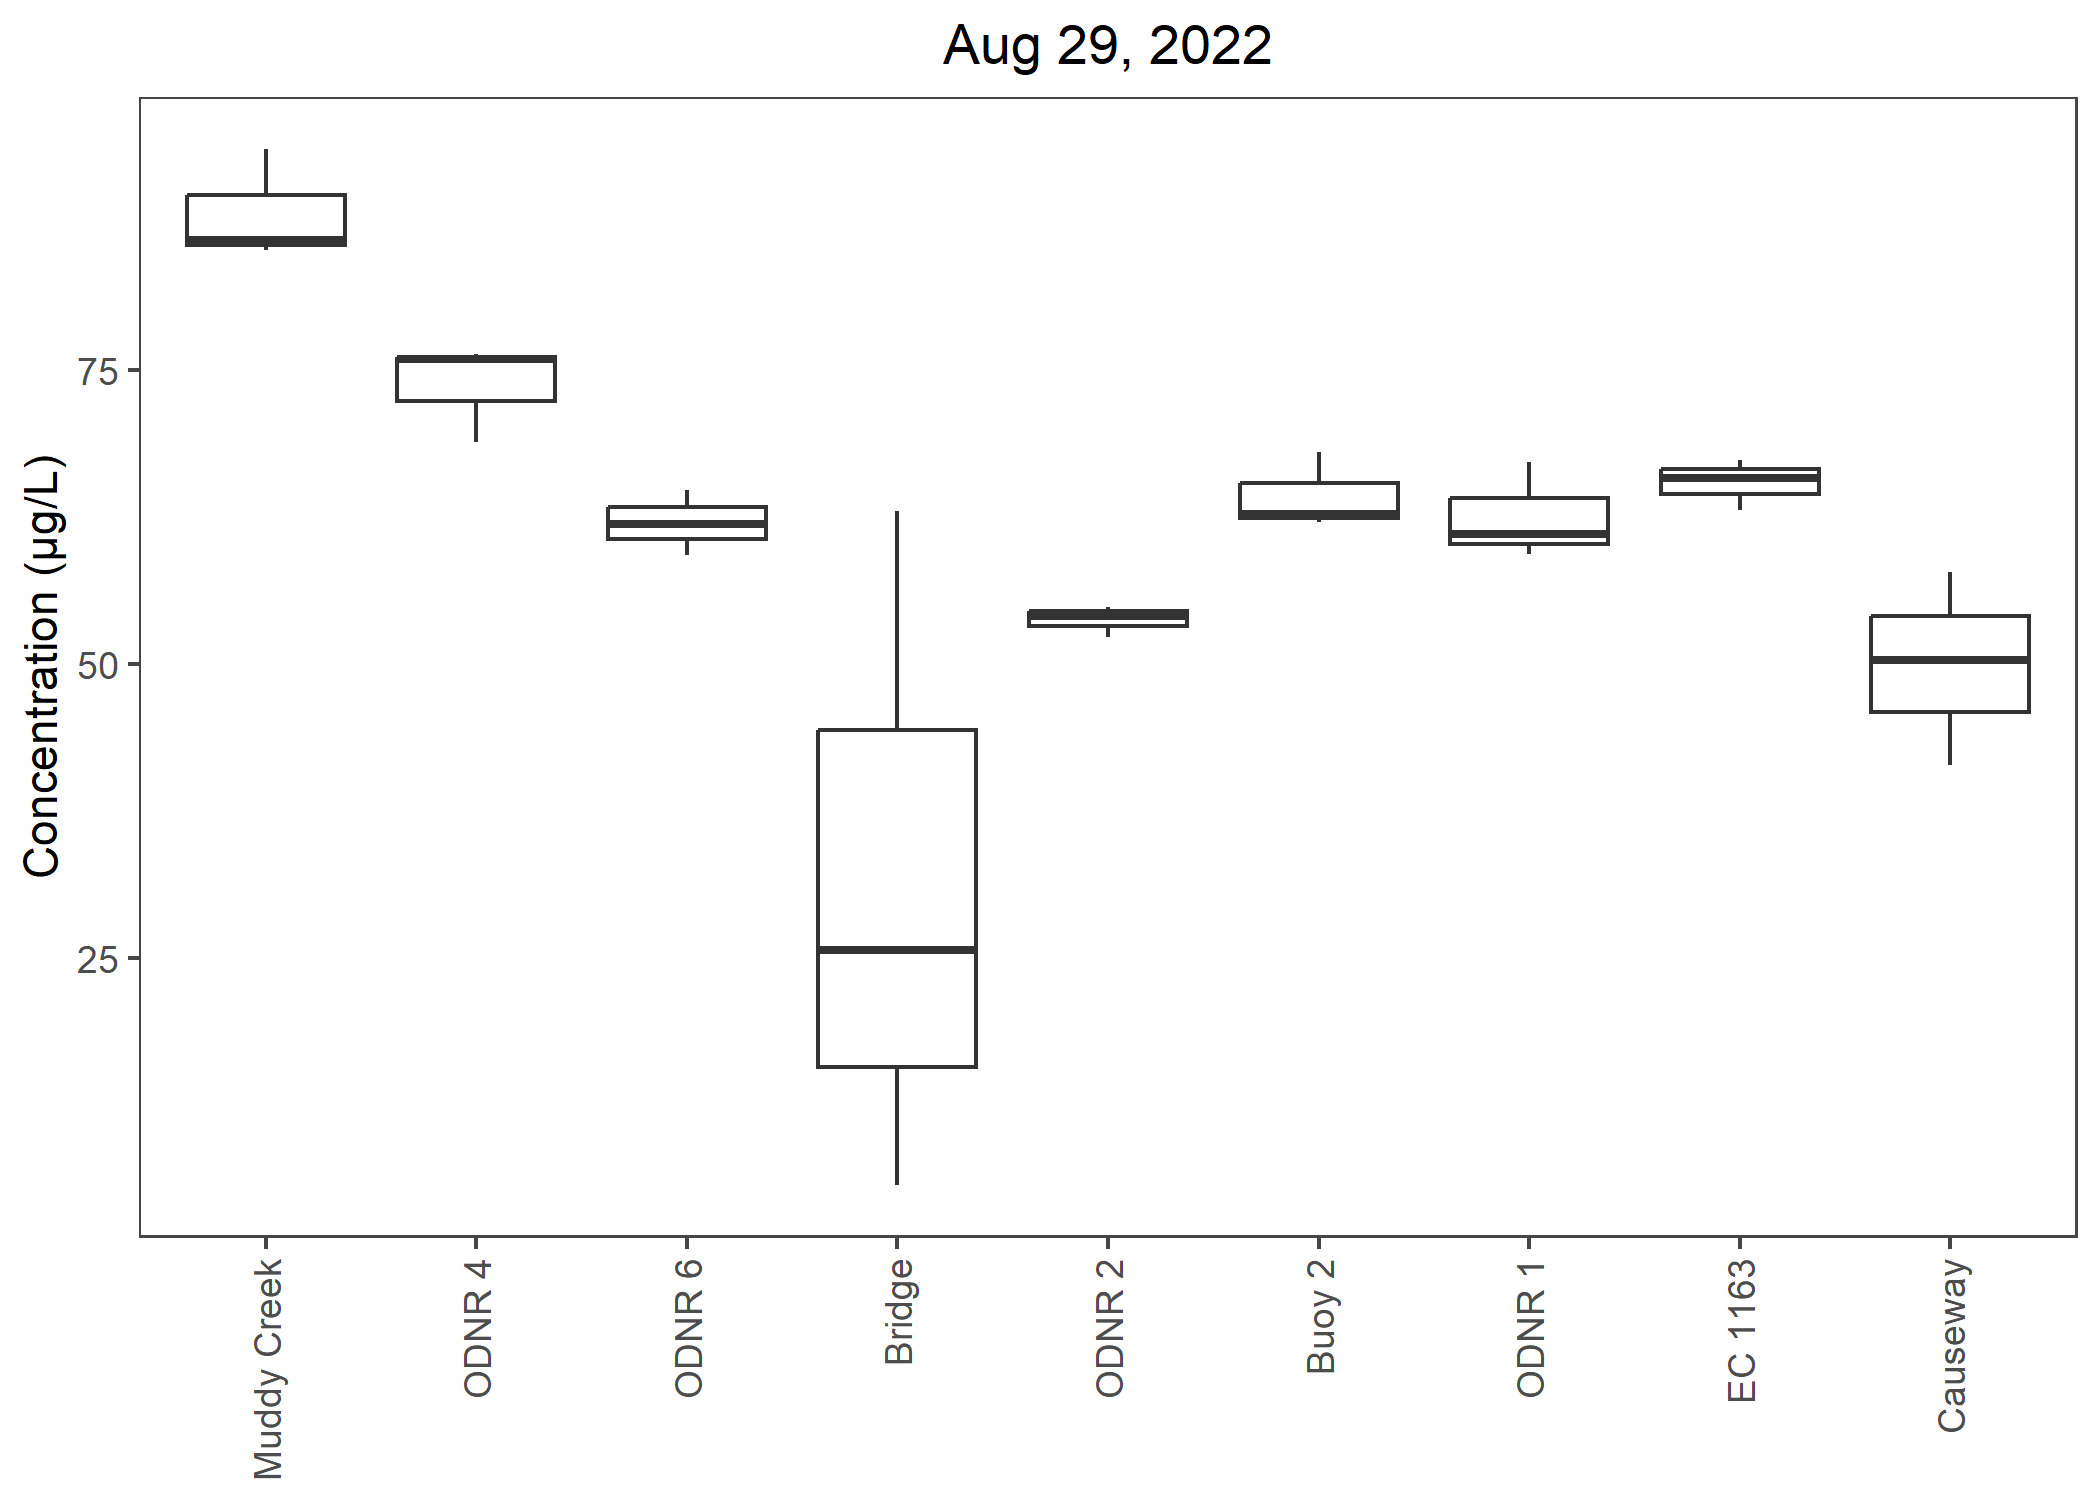 Aug 29, 2022
Concentration (µg/L)
75
50
25
Muddy Creek
ODNR 4
ODNR 6
Bridge
ODNR 2
Buoy 2
ODNR 1
EC 1163
Causeway